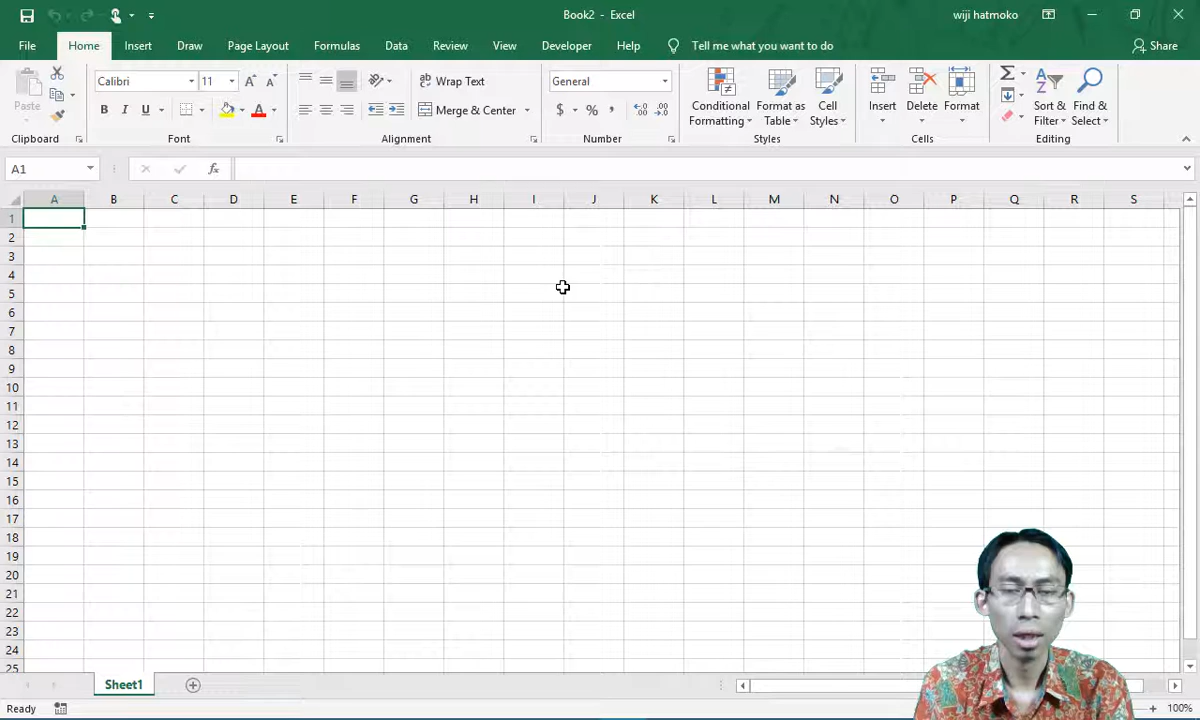 Book2 - Excel
wiji hatmoko
File Home Insert Draw Page Layout Formulas Data Review View Developer Help Tell me what you want to do Share
Paste
Calibri 11
B I U
Wrap Text
Merge & Center
General
$ %
Conditional Formatting
Format as Table
Cell Styles
Insert Delete Format
Sort & Filter
Find & Select
Clipboard Font Alignment Number Styles Cells Editing
A1
fx
A B C D E F G H I J K L M N O P Q R S
1
2
3
4
5
6
7
8
9
10
11
12
13
14
15
16
17
18
19
20
21
22
23
24
25
Sheet1
Ready
100%